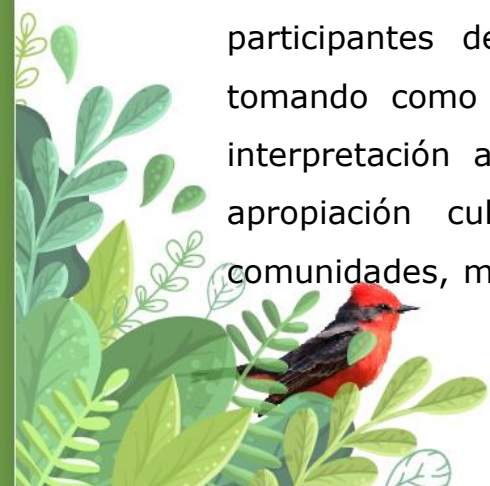 participantes de
tomando como
interpretación a
apropiación cul
comunidades, m